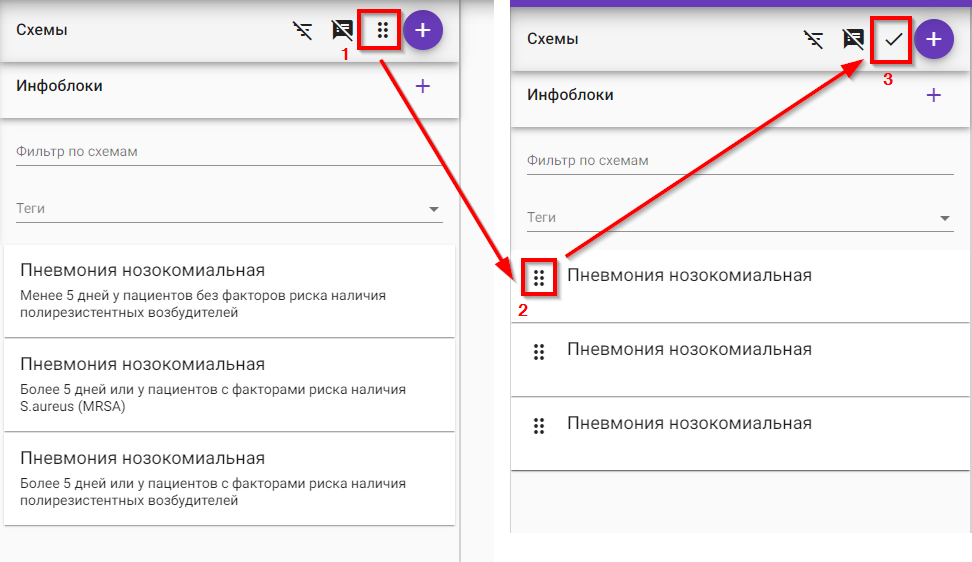 Схемы
1
Инфоблоки
Фильтр по схемам
Теги
Пневмония нозокомиальная
Менее 5 дней у пациентов без факторов риска наличия
полирезистентных возбудителей
Пневмония нозокомиальная
Более 5 дней или у пациентов с факторами риска наличия
S.aureus (MRSA)
Пневмония нозокомиальная
Более 5 дней или у пациентов с факторами риска наличия
полирезистентных возбудителей
Схемы
3
Инфоблоки
Фильтр по схемам
Теги
Пневмония нозокомиальная
2
Пневмония нозокомиальная
Пневмония нозокомиальная